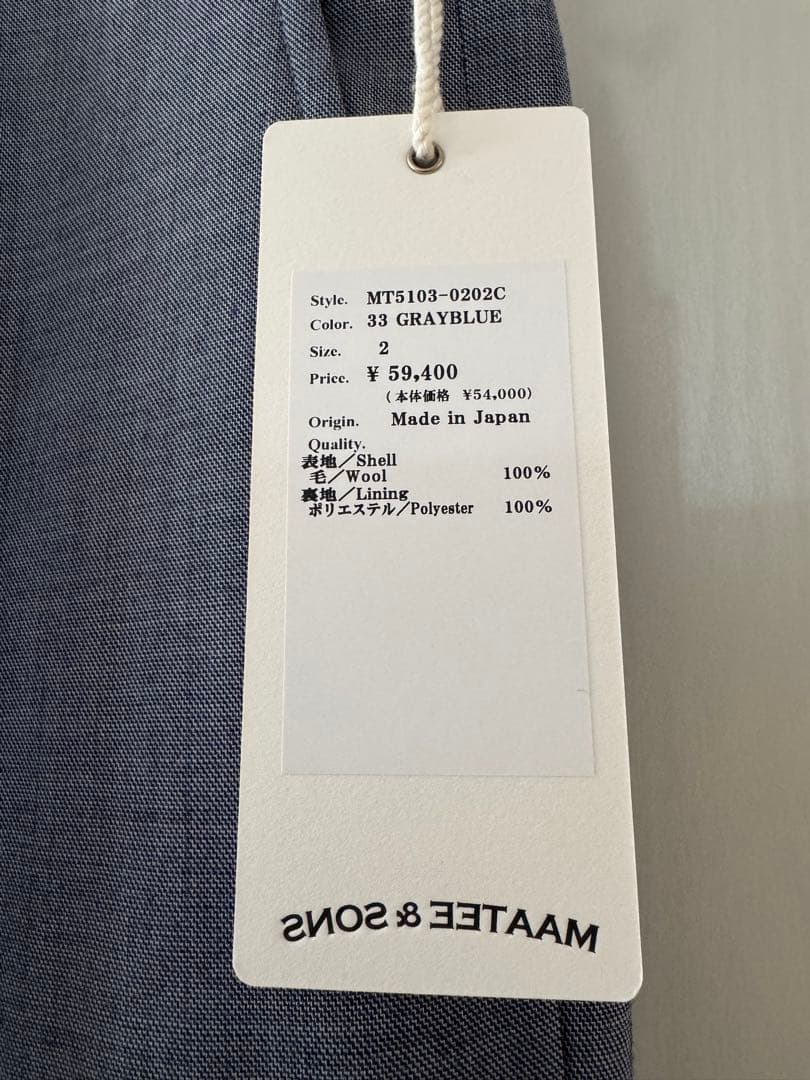 Style. MT5103-0202C
Color. 33 GRAYBLUE
Size. 2
Price. ¥ 59,400
(本体価格 ¥54,000)
Origin. Made in Japan
Quality.
表地／Shell
毛／Wool 100%
裏地／Lining
ポリエステル／Polyester 100%
MAATEE & SONS